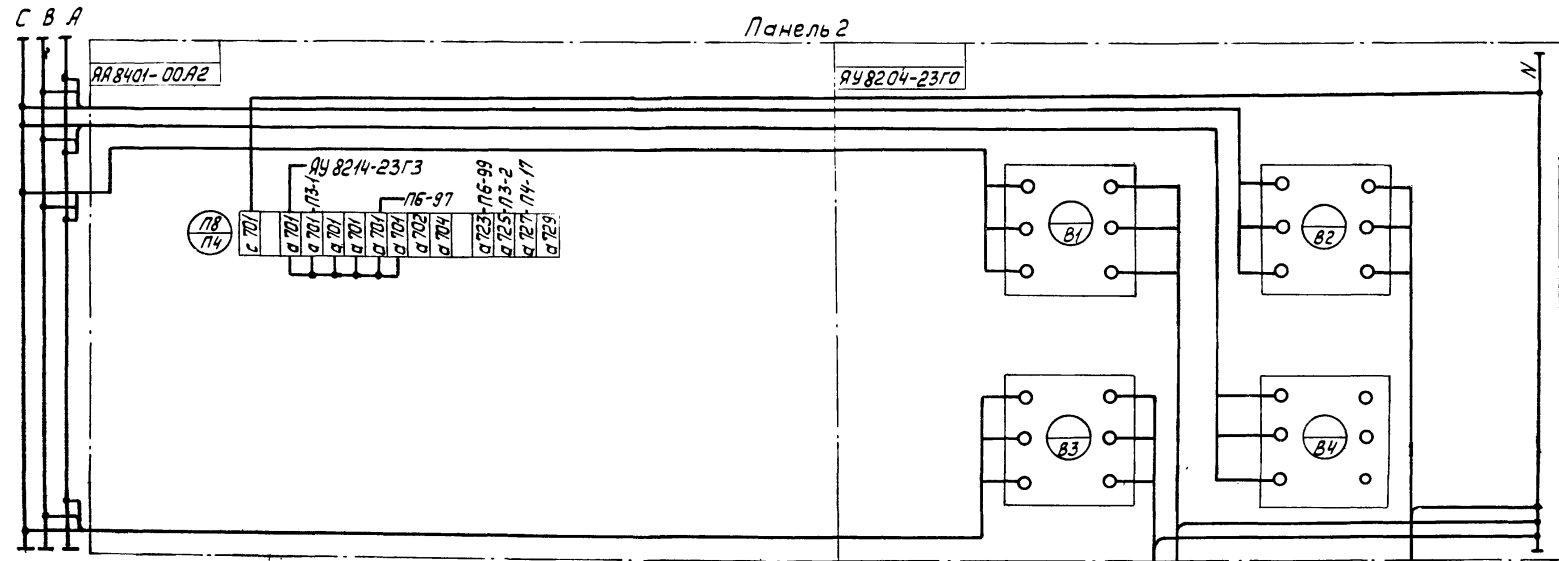 C B A
Панель 2
ЯА8401-00А2
ЯУ8204-23Г0
N
ЯУ8214-23Г3
П6-97
П8
П4
с 701
а 701
а 701-П3-1
а 701
а 701
а 701
а 701
а 702
а 704
а 723-П6-99
а 725-П3-2
а 727-П4-17
а 729
В1
В2
В3
В4